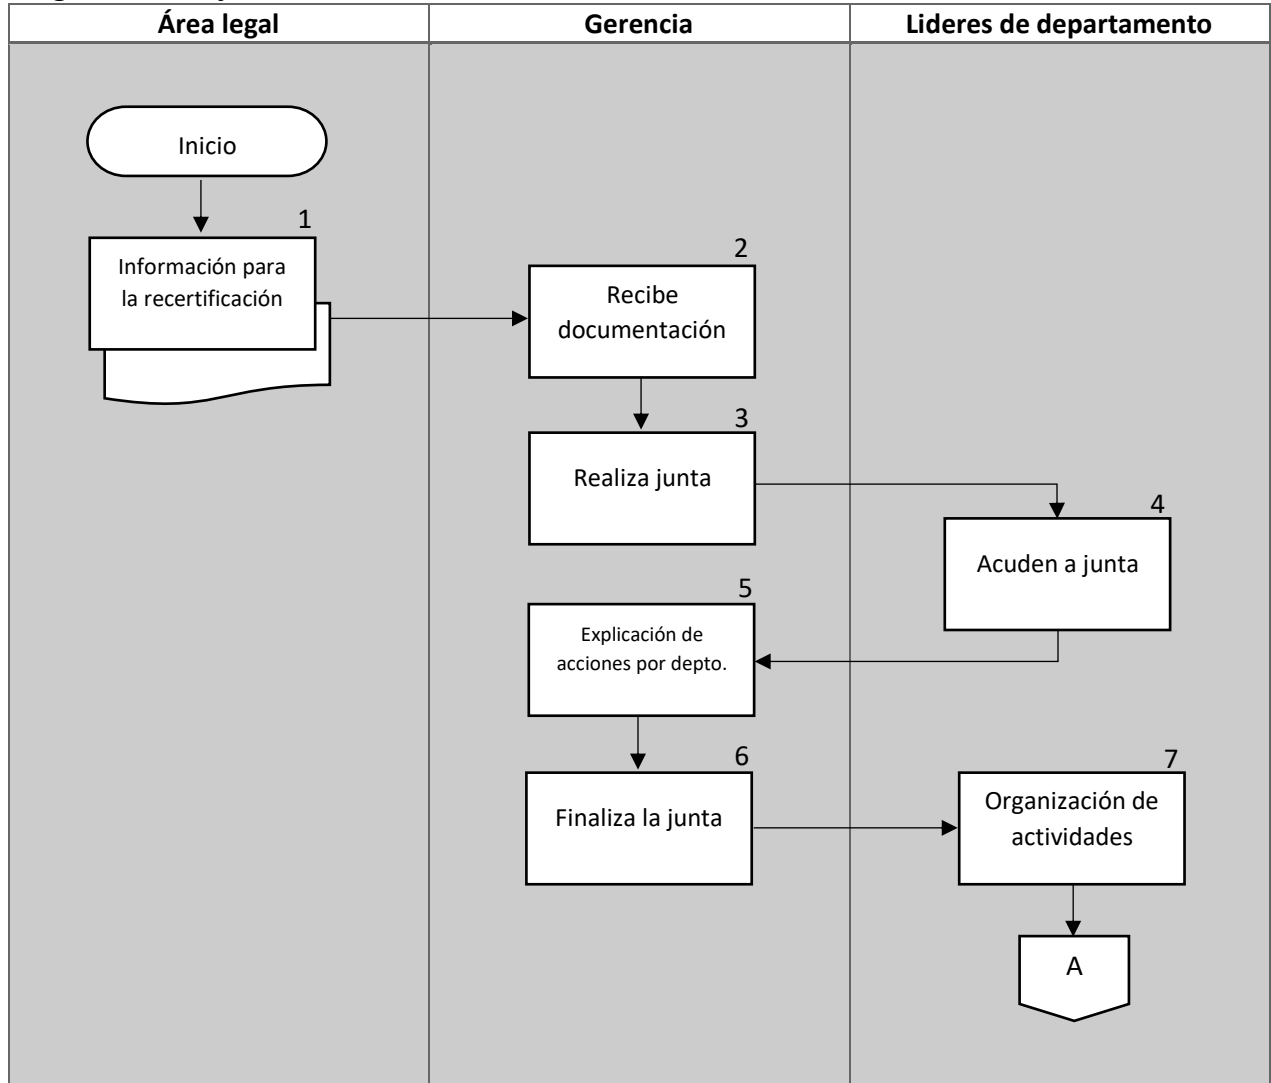 Área legal
Gerencia
Lideres de departamento
Inicio
1
Información para
la recertificación
2
Recibe
documentación
3
Realiza junta
4
Acuden a junta
5
Explicación de
acciones por depto.
6
Finaliza la junta
7
Organización de
actividades
A